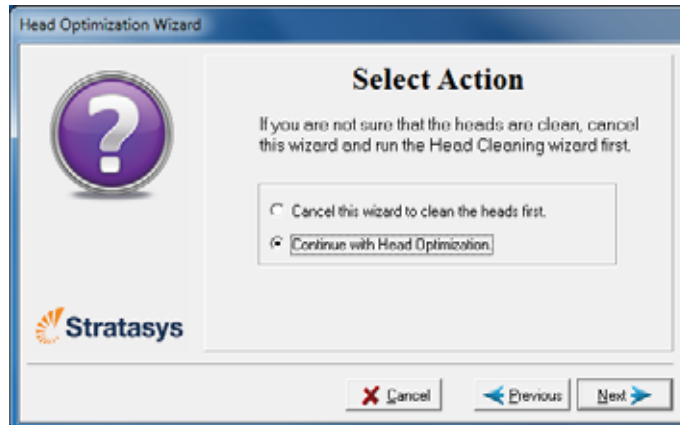 Head Optimization Wizard
Select Action
If you are not sure that the heads are clean, cancel
this wizard and run the Head Cleaning wizard first.
Cancel this wizard to clean the heads first.
Continue with Head Optimization.
Stratasys
Cancel
Previous
Next